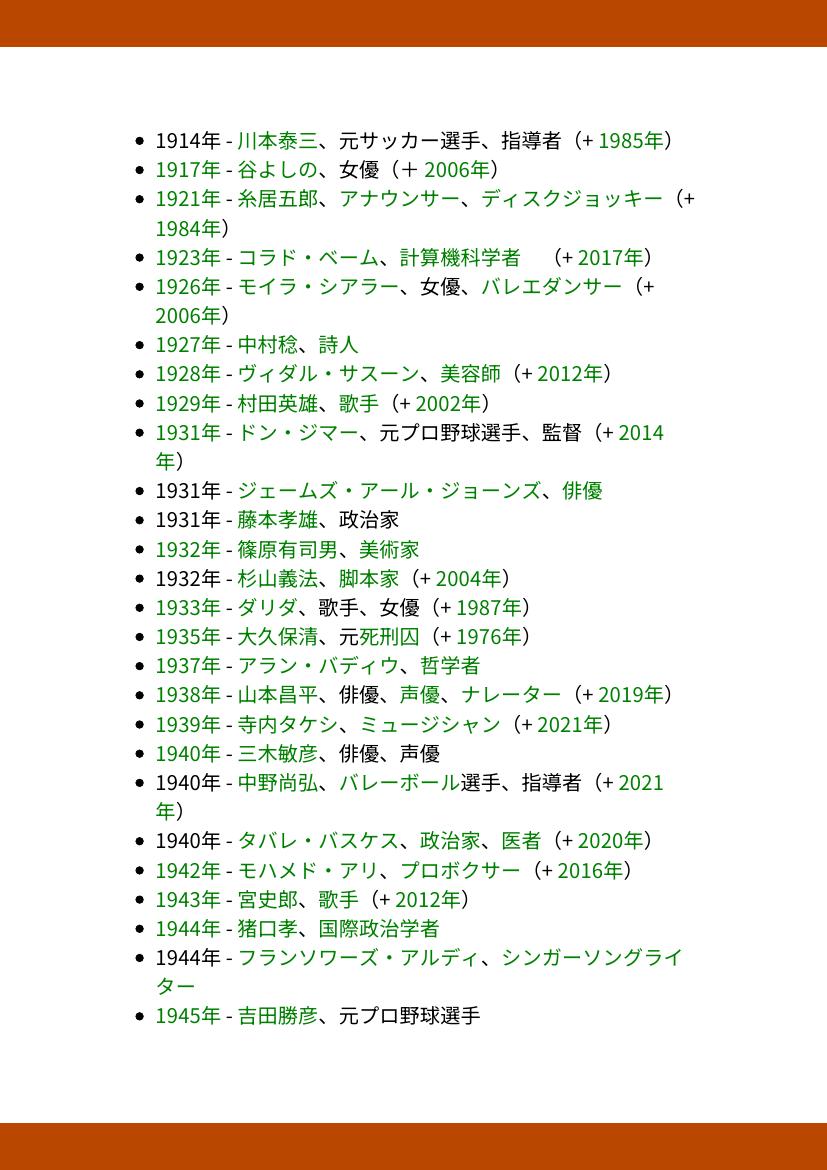 • 1914年 - 川本泰三、元サッカー選手、指導者（+ 1985年）
• 1917年 - 谷よしの、女優（＋ 2006年）
• 1921年 - 糸居五郎、アナウンサー、ディスクジョッキー（+
1984年）
• 1923年 - コラド・ベーム、計算機科学者　（+ 2017年）
• 1926年 - モイラ・シアラー、女優、バレエダンサー（+
2006年）
• 1927年 - 中村稔、詩人
• 1928年 - ヴィダル・サスーン、美容師（+ 2012年）
• 1929年 - 村田英雄、歌手（+ 2002年）
• 1931年 - ドン・ジマー、元プロ野球選手、監督（+ 2014
年）
• 1931年 - ジェームズ・アール・ジョーンズ、俳優
• 1931年 - 藤本孝雄、政治家
• 1932年 - 篠原有司男、美術家
• 1932年 - 杉山義法、脚本家（+ 2004年）
• 1933年 - ダリダ、歌手、女優（+ 1987年）
• 1935年 - 大久保清、元死刑囚（+ 1976年）
• 1937年 - アラン・バディウ、哲学者
• 1938年 - 山本昌平、俳優、声優、ナレーター（+ 2019年）
• 1939年 - 寺内タケシ、ミュージシャン（+ 2021年）
• 1940年 - 三木敏彦、俳優、声優
• 1940年 - 中野尚弘、バレーボール選手、指導者（+ 2021
年）
• 1940年 - タバレ・バスケス、政治家、医者（+ 2020年）
• 1942年 - モハメド・アリ、プロボクサー（+ 2016年）
• 1943年 - 宮史郎、歌手（+ 2012年）
• 1944年 - 猪口孝、国際政治学者
• 1944年 - フランソワーズ・アルディ、シンガーソングライ
ター
• 1945年 - 吉田勝彦、元プロ野球選手